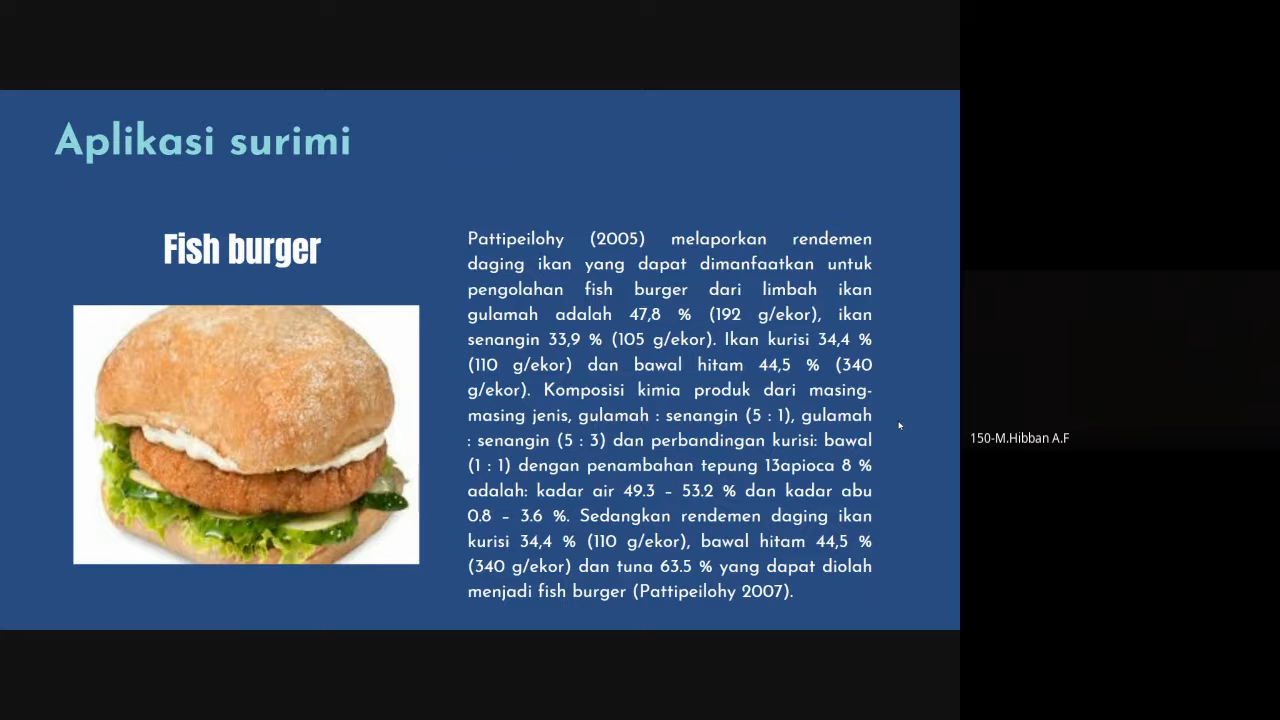 Aplikasi surimi
Fish burger
Pattipeilohy (2005) melaporkan rendemen
daging ikan yang dapat dimanfaatkan untuk
pengolahan fish burger dari limbah ikan
gulamah adalah 47,8 % (192 g/ekor), ikan
senangin 33,9 % (105 g/ekor). Ikan kurisi 34,4 %
(110 g/ekor) dan bawal hitam 44,5 % (340
g/ekor). Komposisi kimia produk dari masing-
masing jenis, gulamah : senangin (5 : 1), gulamah
: senangin (5 : 3) dan perbandingan kurisi: bawal
(1 : 1) dengan penambahan tepung 13apioca 8 %
adalah: kadar air 49.3 – 53.2 % dan kadar abu
0.8 – 3.6 %. Sedangkan rendemen daging ikan
kurisi 34,4 % (110 g/ekor), bawal hitam 44,5 %
(340 g/ekor) dan tuna 63.5 % yang dapat diolah
menjadi fish burger (Pattipeilohy 2007).
150-M.Hibban A.F